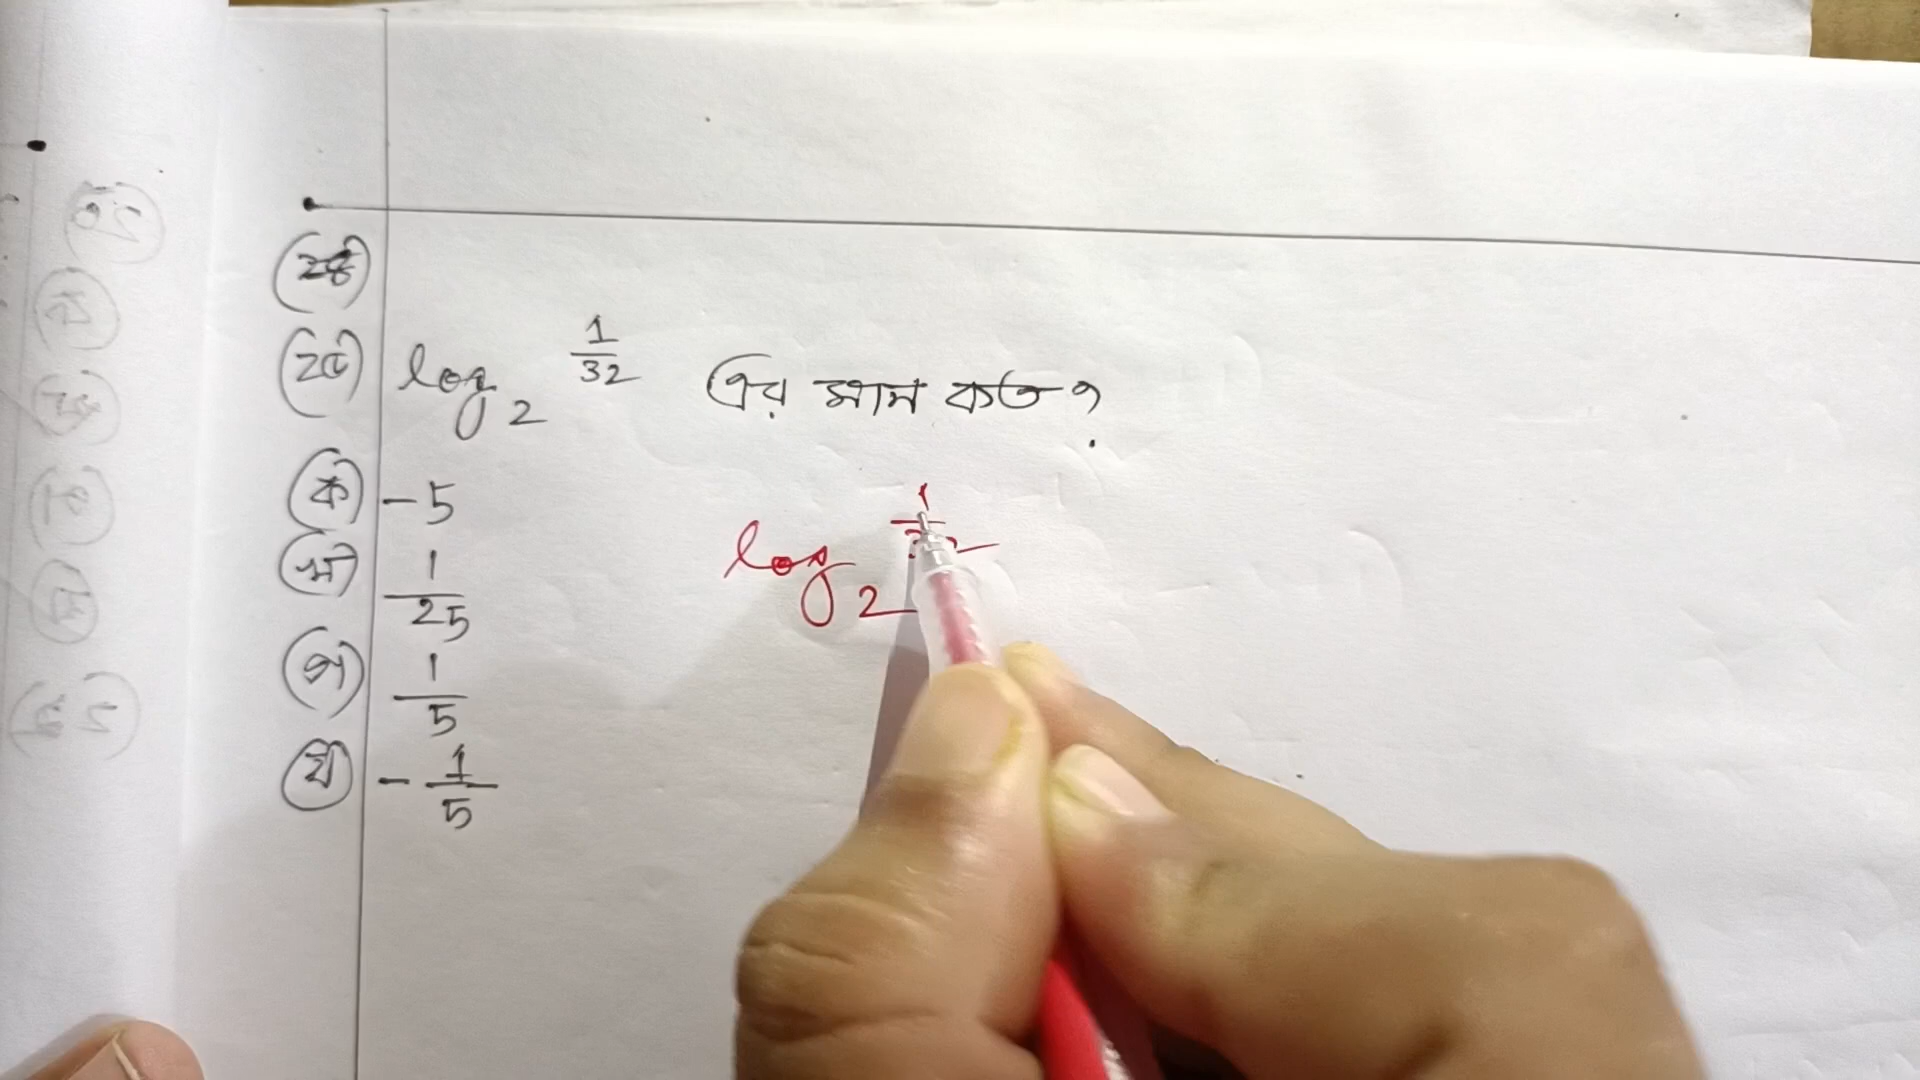 (২৫) log₂ 1/32 এর মান কত?
(ক) -5
(খ) 1/25
(গ) 1/5
(ঘ) -1/5
log₂